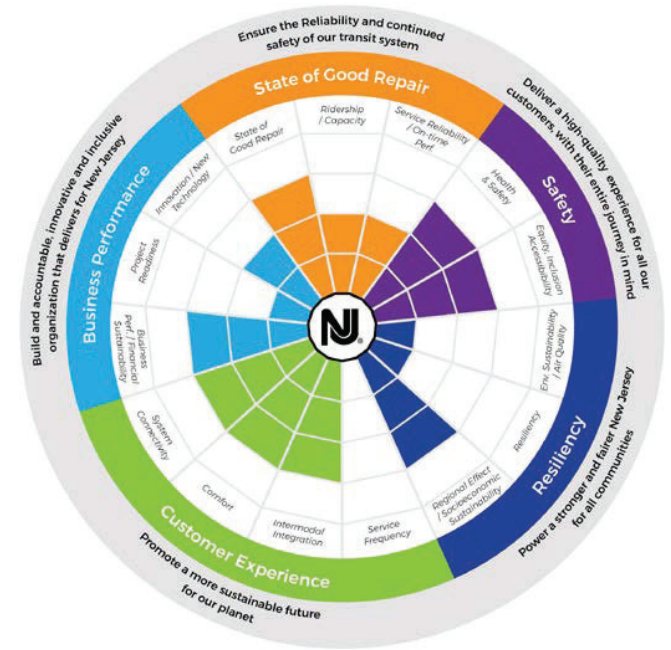 Ensure the Reliability and continued
safety of our transit system
State of Good Repair
State of
Good Repair
Ridership
/ Capacity
Service Reliability
/ On-time
Perf.
Deliver a high-quality experience for all our
customers, with their entire journey in mind
Safety
Health
& Safety
Equity, Inclusion
Accessibility
Power a stronger and fairer New Jersey
for all communities
Resiliency
Env. Sustainability
/ Air Quality
Resiliency
Regional Effect
/ Socioeconomic
Sustainability
Promote a more sustainable future
for our planet
Customer Experience
Service
Frequency
Intermodal
Integration
Comfort
System
Connectivity
Build and accountable, innovative and inclusive
organization that delivers for New Jersey
Business Performance
Business
Perf. / Financial
Sustainability
Project
Readiness
Innovation / New
Technology
NJ